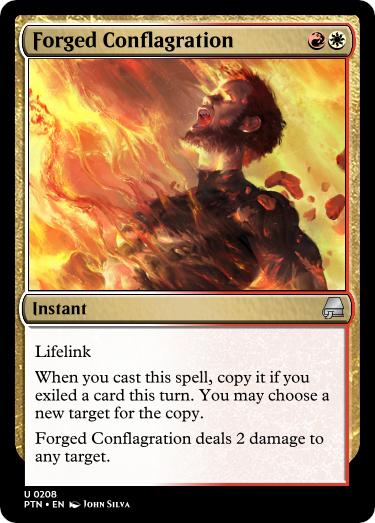 Forged Conflagration
Instant
Lifelink
When you cast this spell, copy it if you
exiled a card this turn. You may choose a
new target for the copy.
Forged Conflagration deals 2 damage to
any target.
U 0208
PTN • EN John Silva